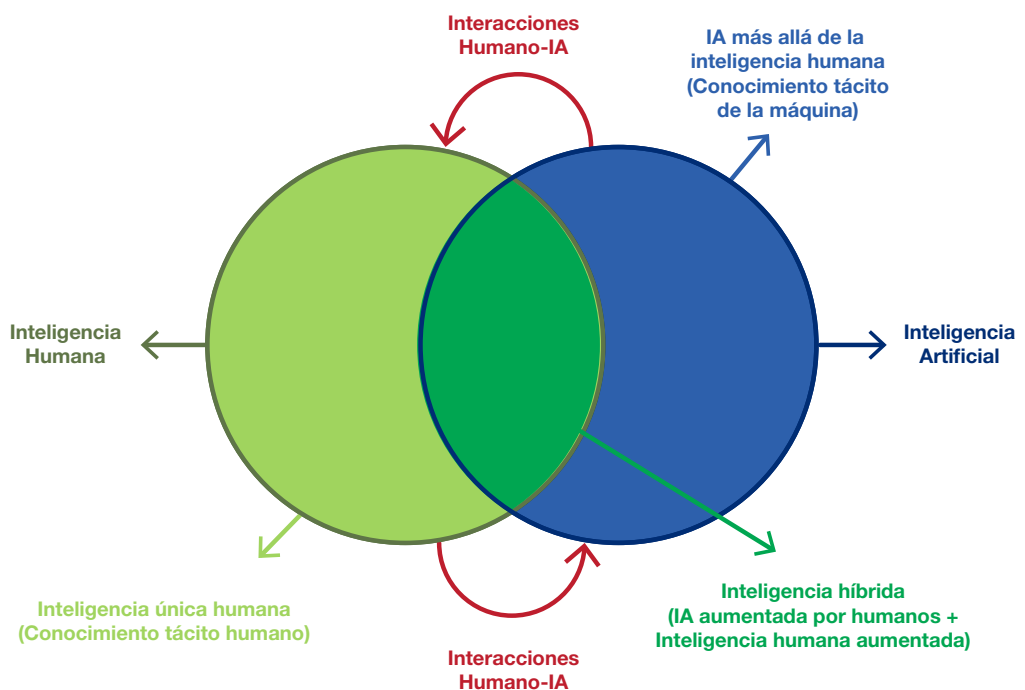 Interacciones
Humano-IA
IA más allá de la
inteligencia humana
(Conocimiento tácito
de la máquina)
Inteligencia
Humana
Inteligencia
Artificial
Inteligencia única humana
(Conocimiento tácito humano)
Inteligencia híbrida
(IA aumentada por humanos +
Inteligencia humana aumentada)
Interacciones
Humano-IA